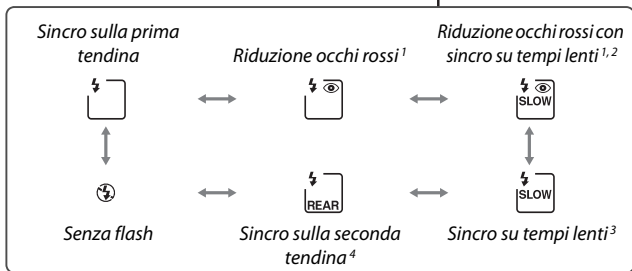 Sincro sulla prima
tendina
Riduzione occhi rossi 1
Riduzione occhi rossi con
sincro su tempi lenti 1, 2
SLOW
REAR
SLOW
Senza flash
Sincro sulla seconda
tendina 4
Sincro su tempi lenti 3